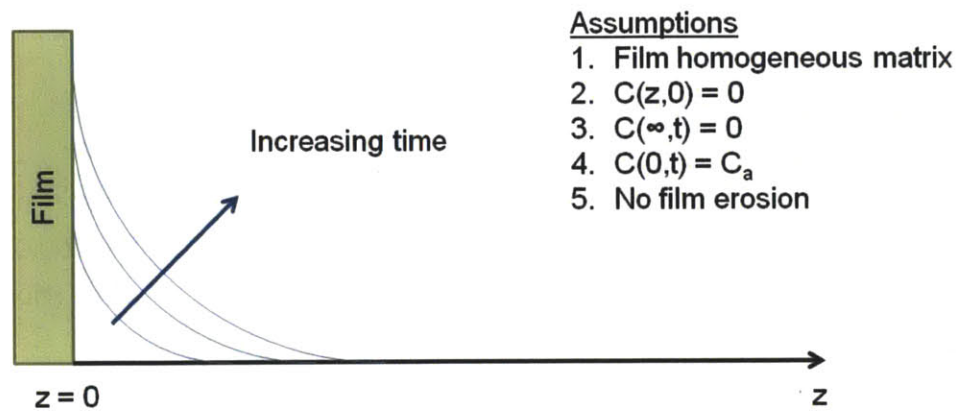 Assumptions
1. Film homogeneous matrix
2. C(z,0) = 0
3. C(∞,t) = 0
4. C(0,t) = Cₐ
5. No film erosion
Increasing time
Film
z = 0
z